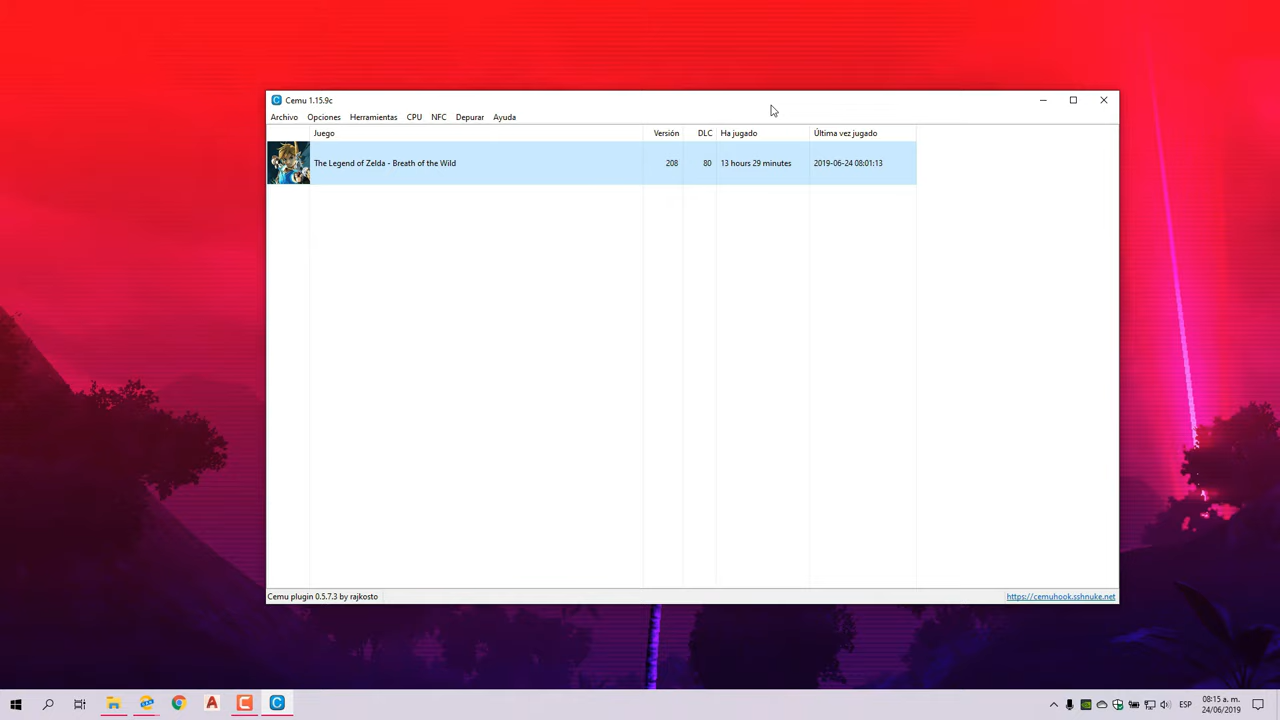 Cemu 1.15.9c
Archivo Opciones Herramientas CPU NFC Depurar Ayuda
Juego Versión DLC Ha jugado Última vez jugado
The Legend of Zelda - Breath of the Wild 208 80 13 hours 29 minutes 2019-06-24 08:01:13
Cemu plugin 0.5.7.3 by rajkosto https://cemuhook.sshnuke.net
ESP
08:15 a. m.
24/06/2019